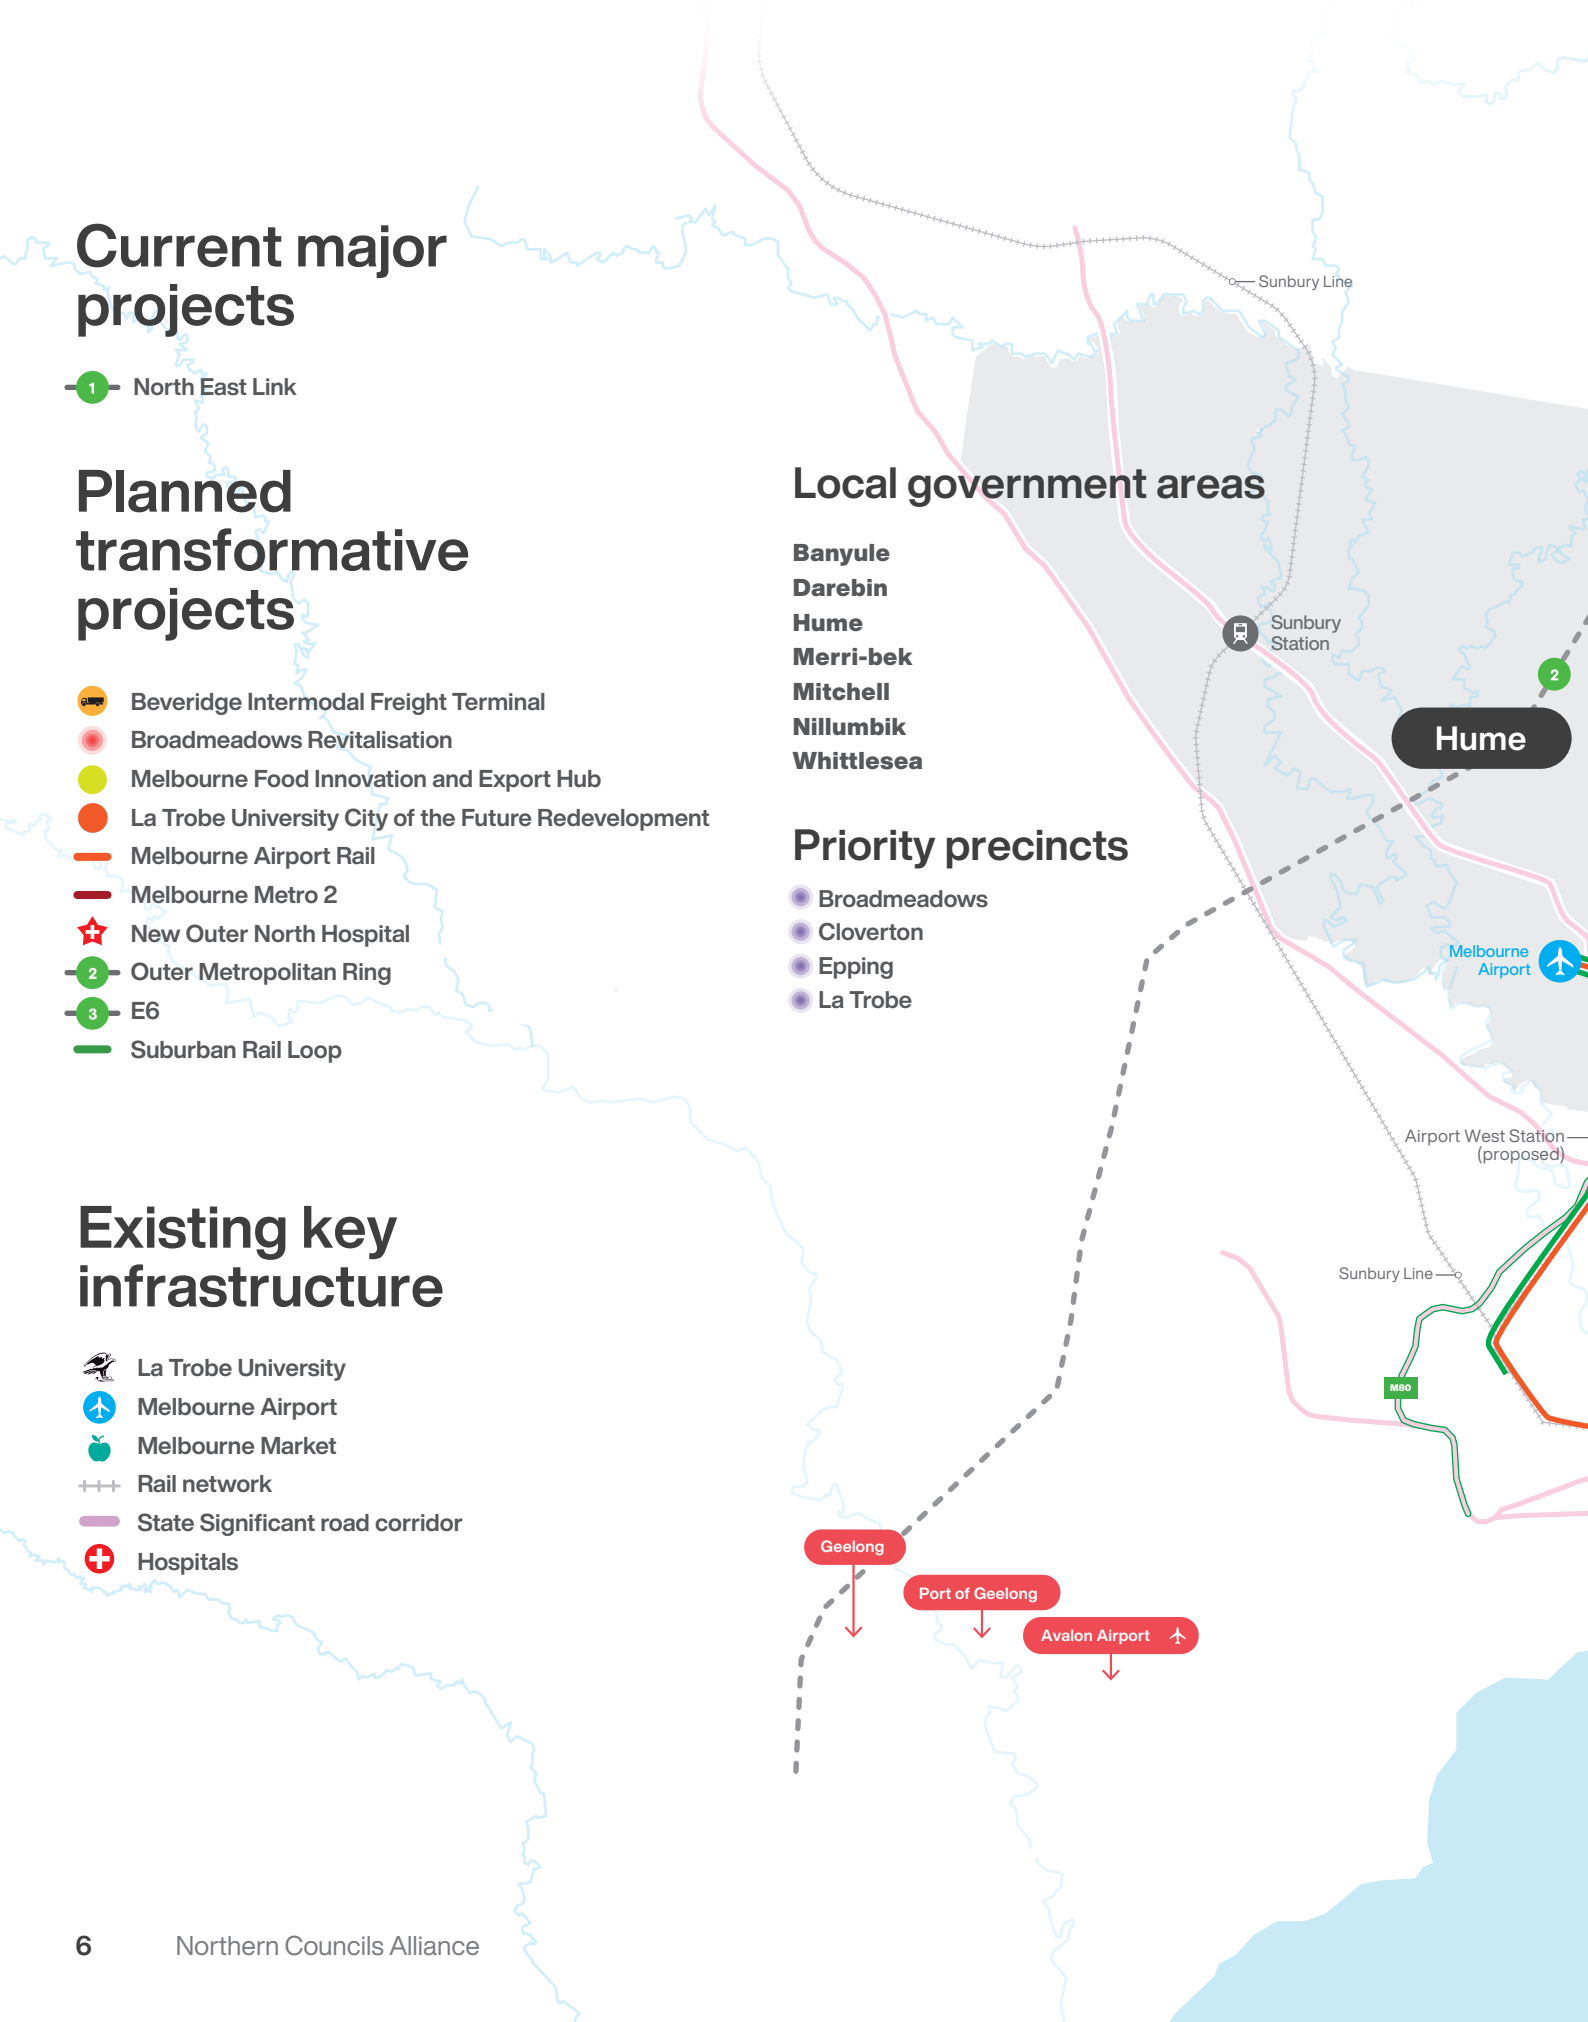 Current major
projects
1
North East Link
Planned
transformative
projects
Beveridge Intermodal Freight Terminal
Broadmeadows Revitalisation
Melbourne Food Innovation and Export Hub
La Trobe University City of the Future Redevelopment
Melbourne Airport Rail
Melbourne Metro 2
New Outer North Hospital
2
Outer Metropolitan Ring
3
E6
Suburban Rail Loop
Existing key
infrastructure
La Trobe University
Melbourne Airport
Melbourne Market
Rail network
State Significant road corridor
Hospitals
Local government areas
Banyule
Darebin
Hume
Merri-bek
Mitchell
Nillumbik
Whittlesea
Priority precincts
Broadmeadows
Cloverton
Epping
La Trobe
Sunbury Line
Sunbury
Station
2
Hume
Melbourne
Airport
Airport West Station
(proposed)
Sunbury Line
M80
Geelong
Port of Geelong
Avalon Airport
6
Northern Councils Alliance